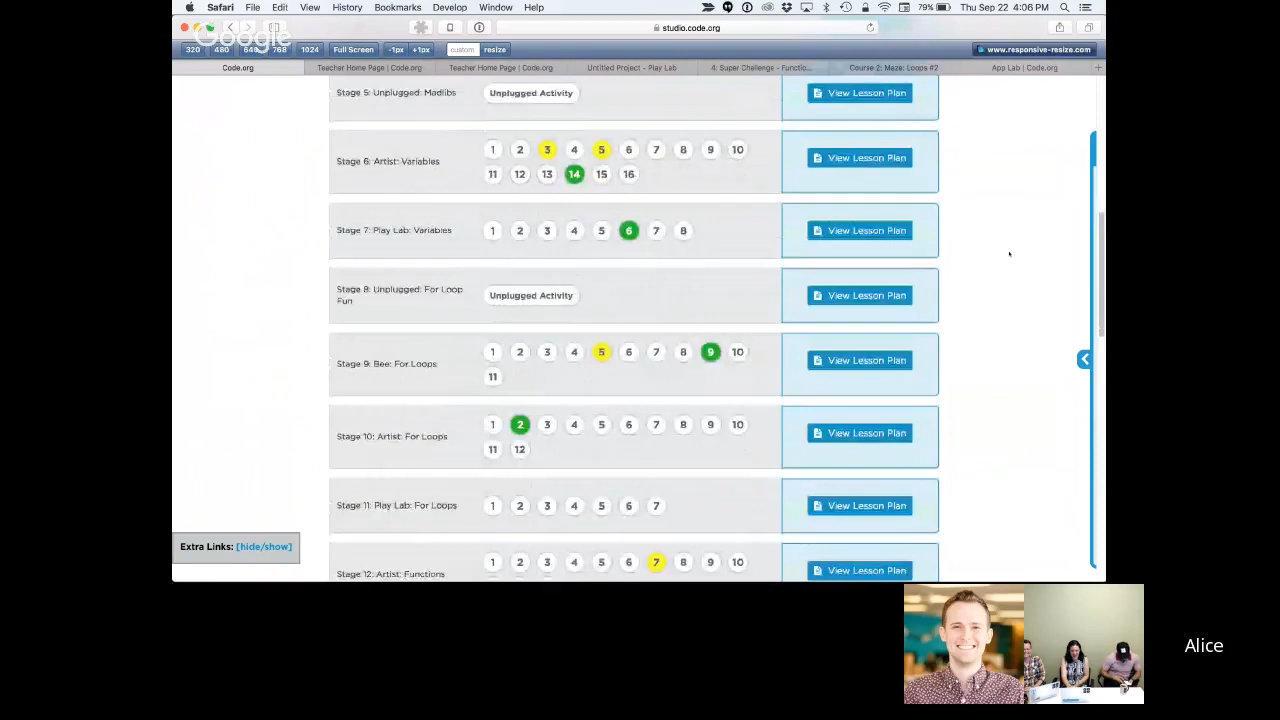 Safari File Edit View History Bookmarks Develop Window Help 79% Thu Sep 22 4:06 PM
Google
studio.code.org
320 480 640 768 1024 Full Screen -1px +1px custom resize www.responsive-resize.com
Code.org Teacher Home Page | Code.org Teacher Home Page | Code.org Untitled Project - Play Lab 4: Super Challenge - Functio... Course 2: Maze: Loops #2 App Lab | Code.org +
Stage 5: Unplugged: Madlibs Unplugged Activity View Lesson Plan
Stage 6: Artist: Variables 1 2 3 4 5 6 7 8 9 10 View Lesson Plan
11 12 13 14 15 16
Stage 7: Play Lab: Variables 1 2 3 4 5 6 7 8 View Lesson Plan
Stage 8: Unplugged: For Loop Unplugged Activity View Lesson Plan
Fun
Stage 9: Bee: For Loops 1 2 3 4 5 6 7 8 9 10 View Lesson Plan
11
Stage 10: Artist: For Loops 1 2 3 4 5 6 7 8 9 10 View Lesson Plan
11 12
Stage 11: Play Lab: For Loops 1 2 3 4 5 6 7 View Lesson Plan
Extra Links: [hide/show]
Stage 12: Artist: Functions 1 2 3 4 5 6 7 8 9 10 View Lesson Plan
Alice